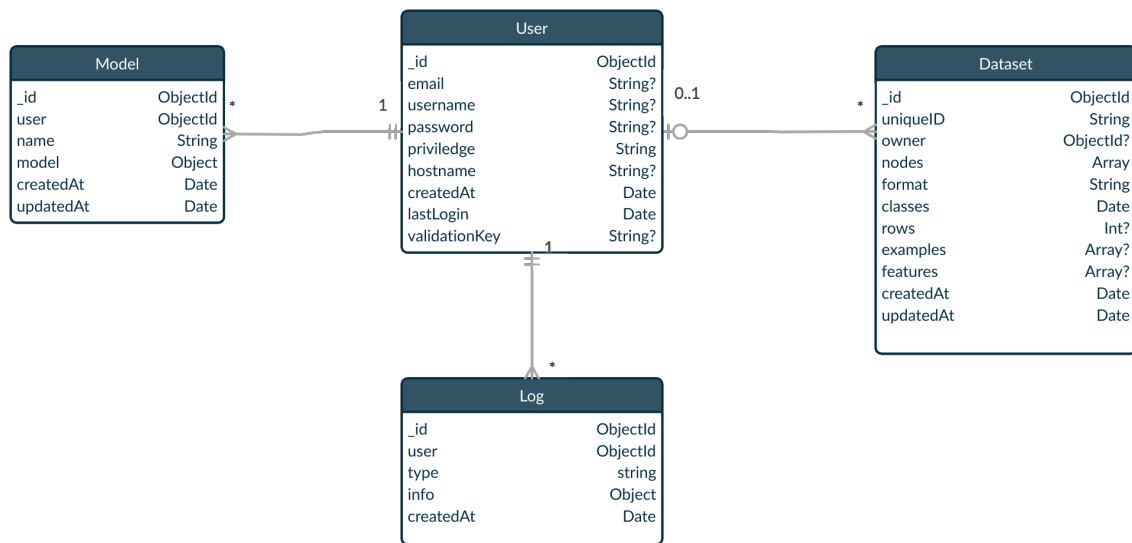 User
_id ObjectId
email String?
username String?
password String?
priviledge String
hostname String?
createdAt Date
lastLogin Date
validationKey String?
Model
_id ObjectId
user ObjectId
name String
model Object
createdAt Date
updatedAt Date
*
1
0..1
*
Dataset
_id ObjectId
uniqueID String
owner ObjectId?
nodes Array
format String
classes Date
rows Int?
examples Array?
features Array?
createdAt Date
updatedAt Date
1
*
Log
_id ObjectId
user ObjectId
type string
info Object
createdAt Date